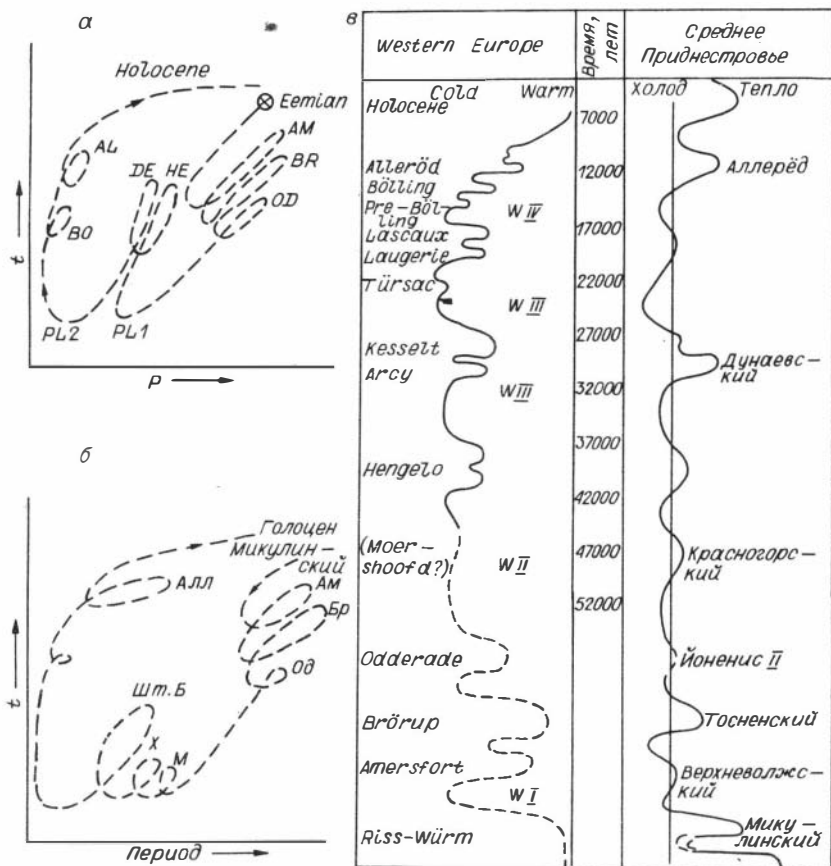 а
Holocene
Eemian
AM
BR
OD
AL
DE
HE
BO
PL2
PL1
t
P
б
Голоцен
Микулин-
ский
Алл
Ам
Бр
Од
Шт.Б
Х
М
t
Период
в
Western Europe
Cold
Warm
Holocene
Alleröd
Bölling
Pre-Böl-
ling
Lascaux
Laugerie
Türsac
Kesselt
Arcy
Hengelo
(Moer-
shoofd?)
Odderade
Brörup
Amersfort
Riss-Würm
W IV
W III
W III
W II
W I
Время,
лет
7000
12000
17000
22000
27000
32000
37000
42000
47000
52000
Среднее
Приднестровье
Холод
Тепло
Аллерёд
Дунаевс-
кий
Красногорс-
кий
Йоненис II
Тосненский
Верхневолжс-
кий
Мику-
линский